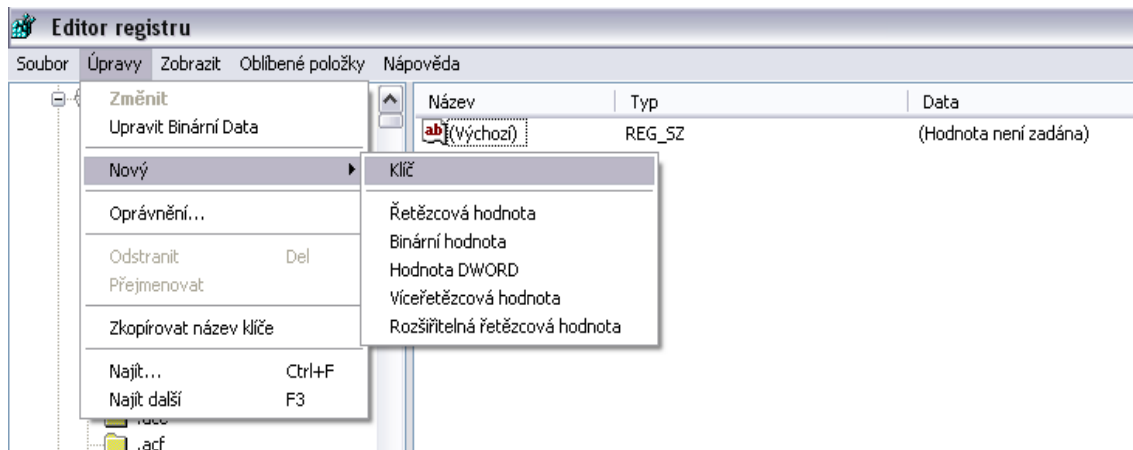 Editor registru
Soubor Úpravy Zobrazit Oblíbené položky Nápověda
Změnit
Upravit Binární Data
Nový
Oprávnění...
Odstranit Del
Přejmenovat
Zkopírovat název klíče
Najít... Ctrl+F
Najít další F3
Klíč
Řetězcová hodnota
Binární hodnota
Hodnota DWORD
Víceřetězcová hodnota
Rozšiřitelná řetězcová hodnota
Název Typ Data
ab (Výchozí) REG_SZ (Hodnota není zadána)
.acf